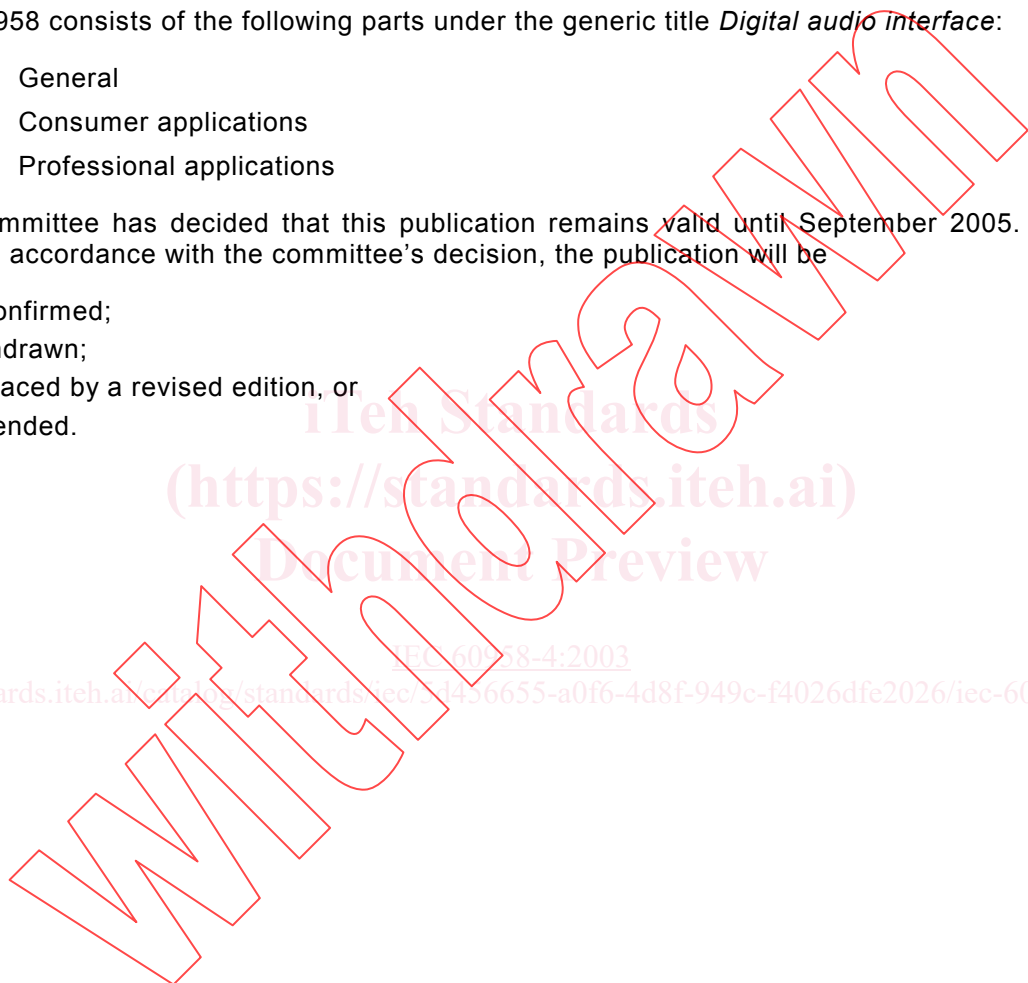 958 consists of the following parts under the generic title Digital audio interface:
General
Consumer applications
Professional applications
ommittee has decided that this publication remains valid until September 2005.
accordance with the committee's decision, the publication will be
onfirmed;
ndrawn;
laced by a revised edition, or
ended.
iTeh Standards
(https://standards.iteh.ai)
Document Preview
IEC 60958-4:2003
ards.iteh.ai/catalog/standards/iec/5d456655-a0f6-4d8f-949c-f4026dfe2026/iec-60
withdrawn